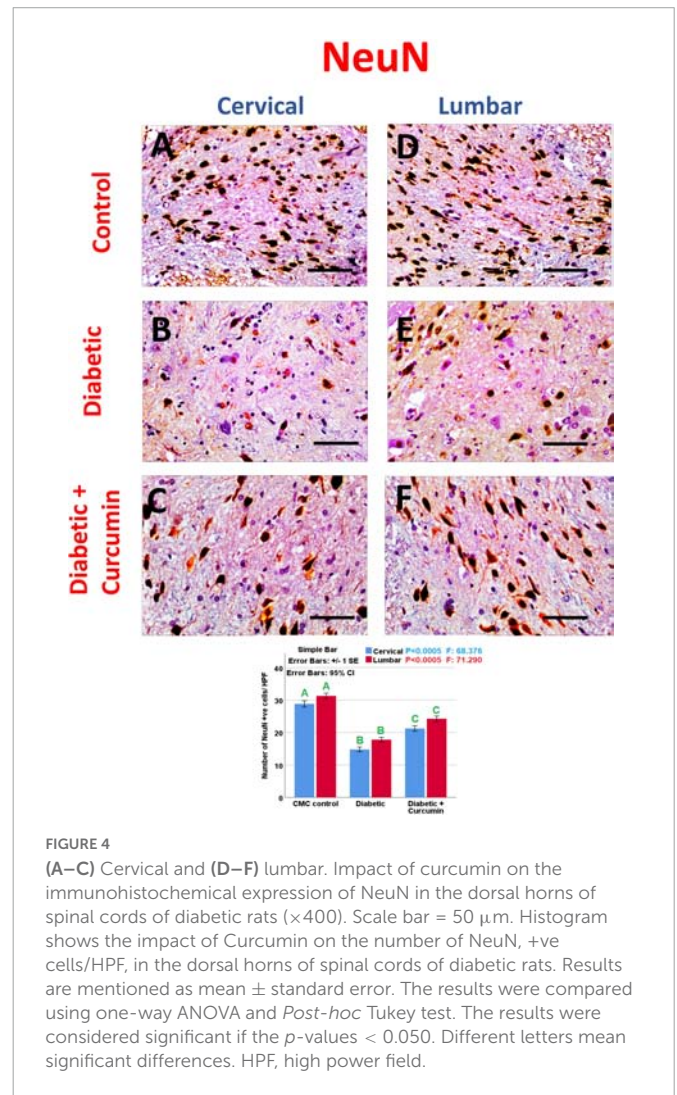 NeuN
Cervical Lumbar
Control
A D
Diabetic
B E
Diabetic +
Curcumin
C F
Simple Bar
Error Bars: +/- 1 SE
Error Bars: 95% CI
Cervical P<0.0005 F: 68.376
Lumbar P<0.0005 F: 71.290
Number of NeuN +ve cells/HPF
40
30
20
10
0
A A
B B
C C
CMC control Diabetic Diabetic +
Curcumin
FIGURE 4
(A–C) Cervical and (D–F) lumbar. Impact of curcumin on the
immunohistochemical expression of NeuN in the dorsal horns of
spinal cords of diabetic rats (×400). Scale bar = 50 μm. Histogram
shows the impact of Curcumin on the number of NeuN, +ve
cells/HPF, in the dorsal horns of spinal cords of diabetic rats. Results
are mentioned as mean ± standard error. The results were compared
using one-way ANOVA and Post-hoc Tukey test. The results were
considered significant if the p-values < 0.050. Different letters mean
significant differences. HPF, high power field.